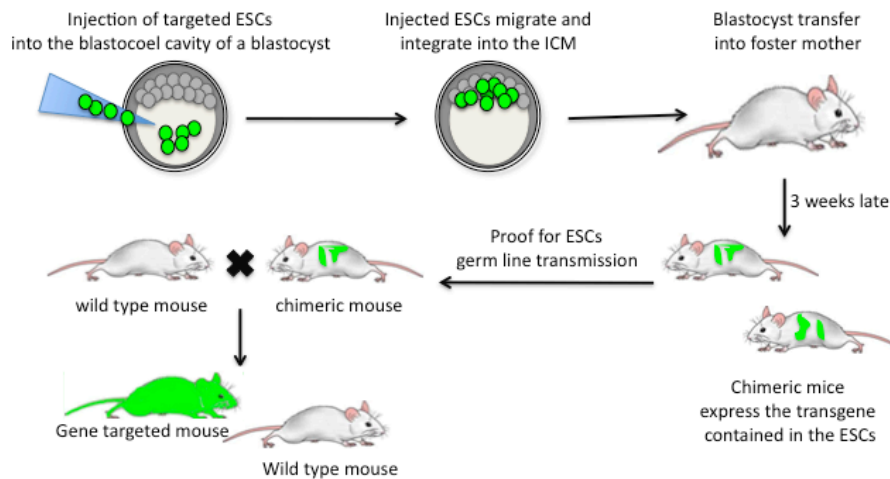 Injection of targeted ESCs
into the blastocoel cavity of a blastocyst
Injected ESCs migrate and
integrate into the ICM
Blastocyst transfer
into foster mother
3 weeks late
Proof for ESCs
germ line transmission
wild type mouse
chimeric mouse
Chimeric mice
express the transgene
contained in the ESCs
Gene targeted mouse
Wild type mouse